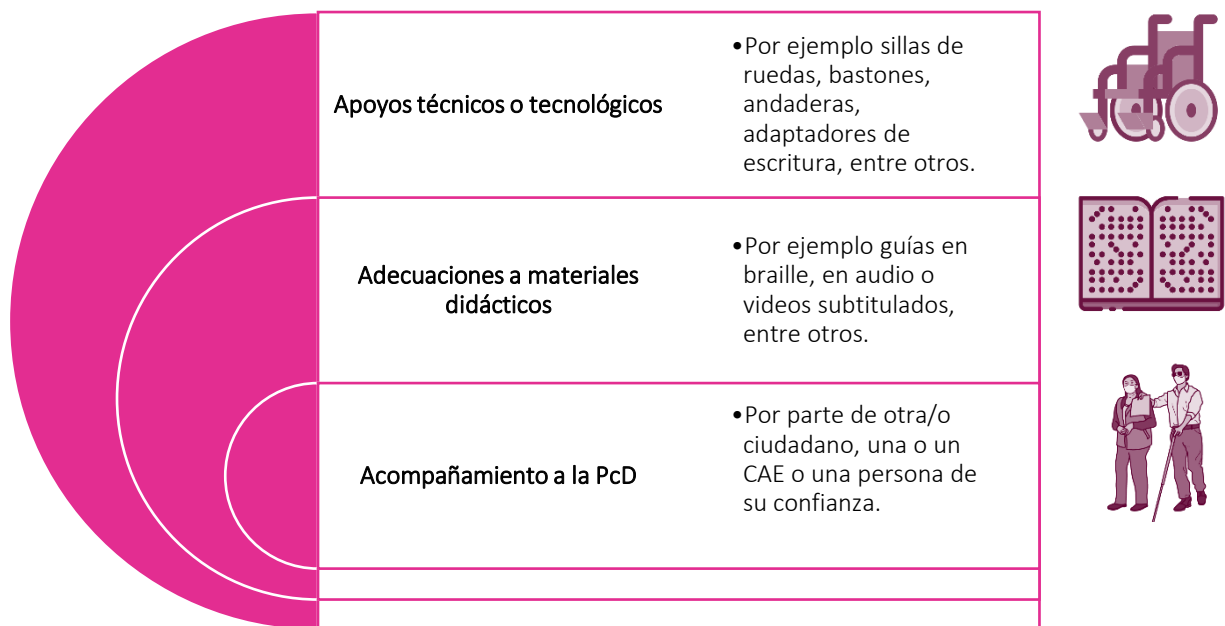 Apoyos técnicos o tecnológicos
•Por ejemplo sillas de
ruedas, bastones,
andaderas,
adaptadores de
escritura, entre otros.
Adecuaciones a materiales
didácticos
•Por ejemplo guías en
braille, en audio o
videos subtitulados,
entre otros.
Acompañamiento a la PcD
•Por parte de otra/o
ciudadano, una o un
CAE o una persona de
su confianza.